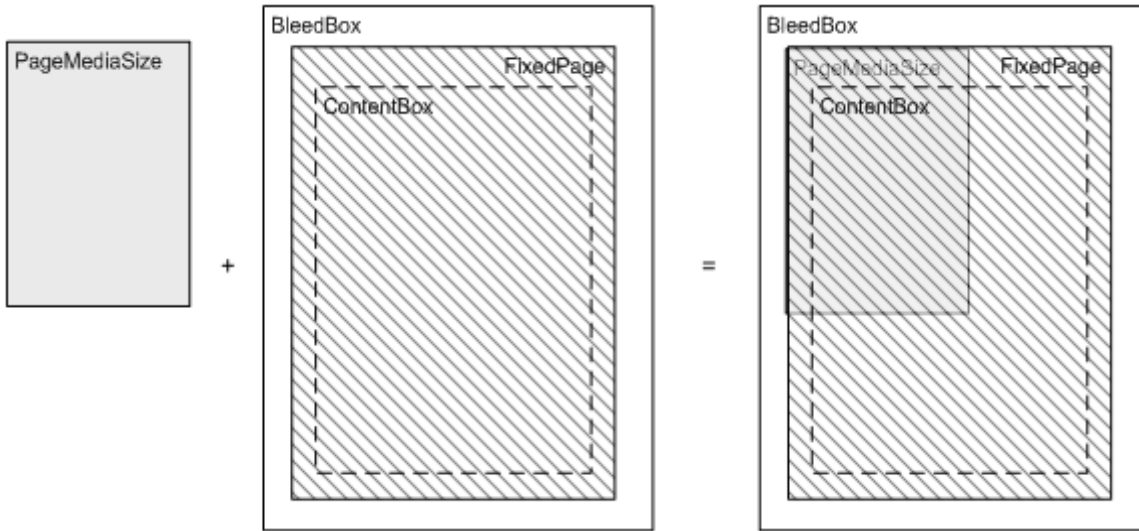 PageMediaSize
+
BleedBox
FixedPage
ContentBox
=
BleedBox
PageMediaSize
FixedPage
ContentBox